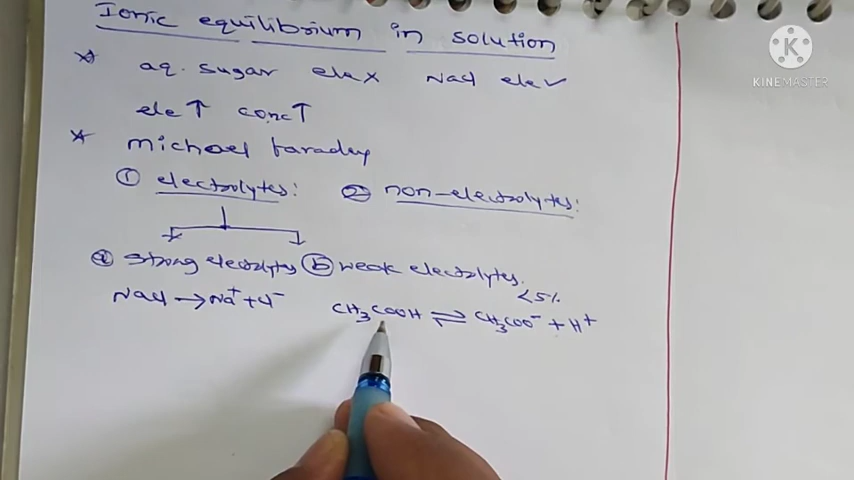 Ionic equilibrium in solution
* aq. sugar ele x NaCl ele ✓
ele ↑ conc ↑
* michael faraday
① electrolytes: ② non-electrolytes:
ⓐ strong electrolytes ⓑ weak electrolytes.
<5%
NaCl → Na⁺ + Cl⁻ CH₃COOH ⇌ CH₃COO⁻ + H⁺
KINEMASTER